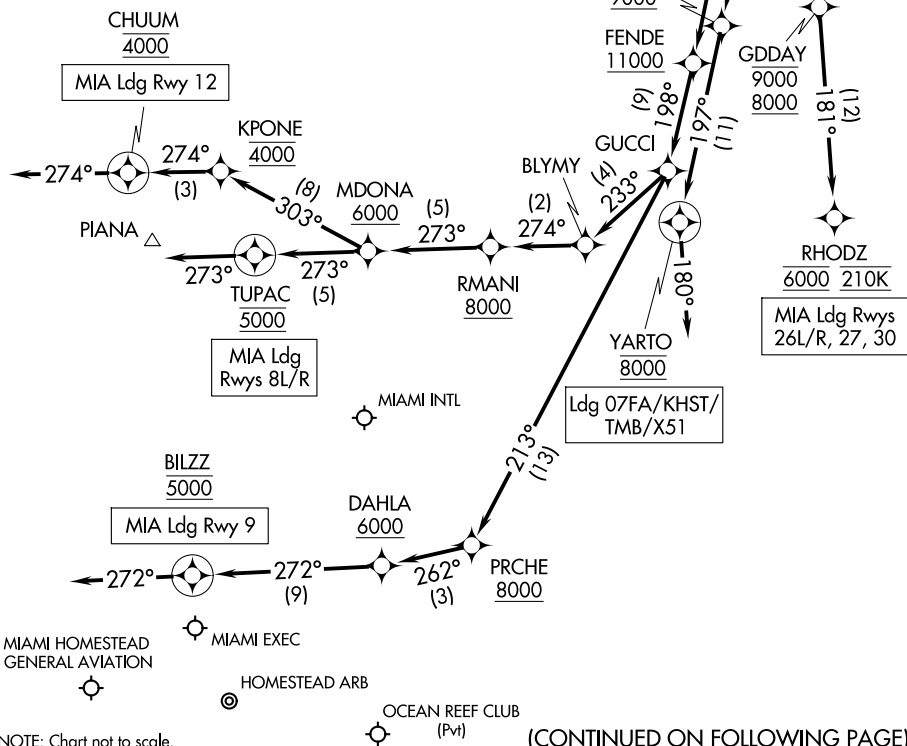 9000
CHUUM
4000
MIA Ldg Rwy 12
FENDE
11000
GDDAY
9000
8000
(9)
198°
197°
(11)
181°
(12)
KPONE
4000
274°
274°
(3)
(8)
303°
MDONA
6000
GUCCI
BLYMY
(4)
233°
(5)
273°
(2)
274°
PIANA
273°
273°
(5)
TUPAC
5000
MIA Ldg
Rwys 8L/R
RMANI
8000
180°
RHODZ
6000 210K
MIA Ldg Rwys
26L/R, 27, 30
YARTO
8000
Ldg 07FA/KHST/
TMB/X51
MIAMI INTL
213°
(13)
BILZZ
5000
MIA Ldg Rwy 9
DAHLA
6000
272°
272°
(9)
262°
(3)
PRCHE
8000
MIAMI EXEC
MIAMI HOMESTEAD
GENERAL AVIATION
HOMESTEAD ARB
OCEAN REEF CLUB
(Pvt)
NOTE: Chart not to scale.
(CONTINUED ON FOLLOWING PAGE)